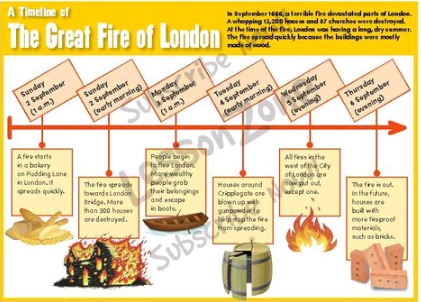 A Timeline of
The Great Fire of London
In September 1666, a terrible fire devastated parts of London.
A whopping 13,200 houses and 87 churches were destroyed.
At the time of the fire, London was having a long, dry summer.
The fire spread quickly because the buildings were mostly
made of wood.
Sunday
2 September
(1 a.m.)
Sunday
2 September
(early morning)
Monday
3 September
(1 a.m.)
Tuesday
4 September
(early morning)
Wednesday
5 September
(evening)
Thursday
6 September
(evening)
A fire starts
in a bakery
on Pudding Lane
in London. It
spreads quickly.
The fire spreads
towards London
Bridge. More
than 300 houses
are destroyed.
People begin
to flee London.
Many wealthy
people grab
their belongings
and escape
in boats.
Houses around
Cripplegate are
blown up with
gunpowder to
help stop the fire
from spreading.
All fires in the
west of the City
of London are
now put out,
except one.
The fire is out.
In the future,
houses are
built with
more fireproof
materials,
such as bricks.
Lesson Zone
Subscribe Now